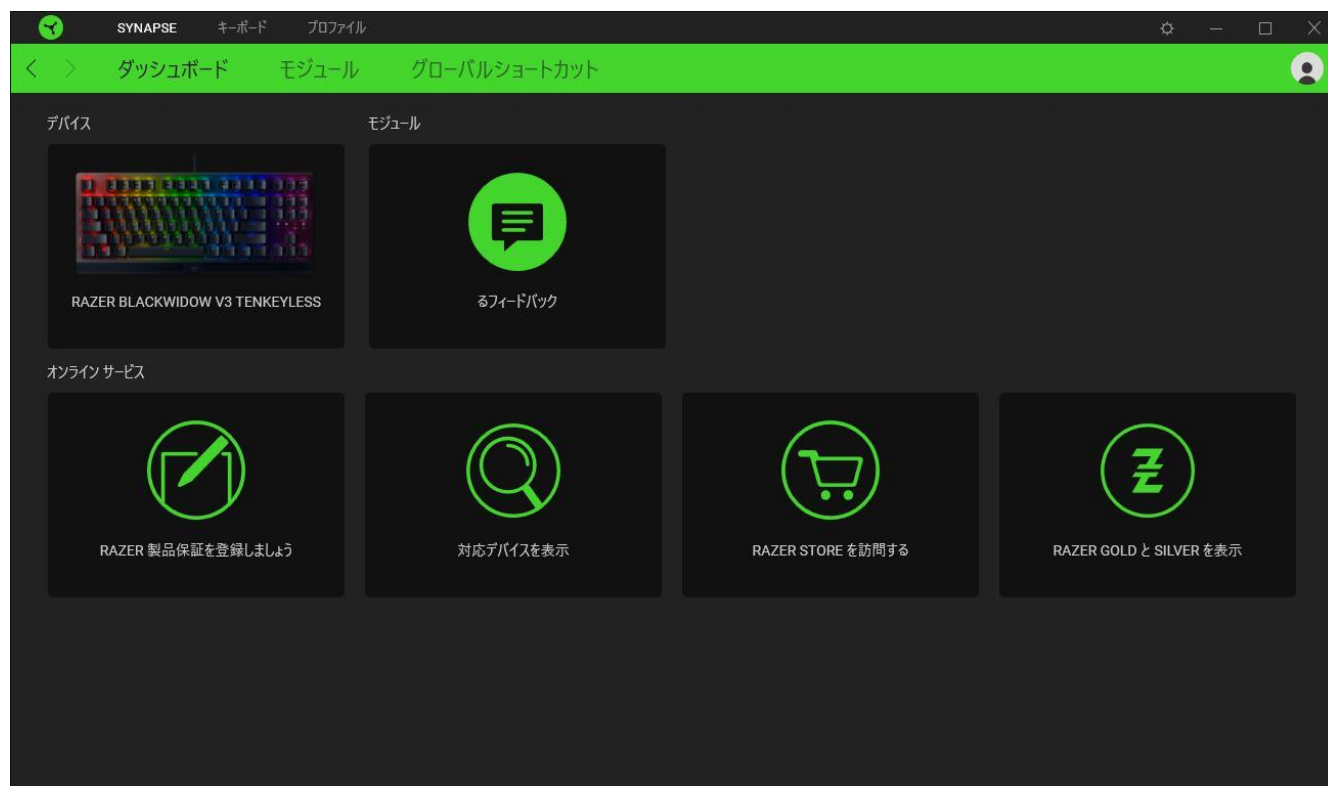 SYNAPSE キーボード プロファイル
ダッシュボード モジュール グローバルショートカット
デバイス モジュール
RAZER BLACKWIDOW V3 TENKEYLESS
るフィードバック
オンライン サービス
RAZER 製品保証を登録しましょう
対応デバイスを表示
RAZER STORE を訪問する
RAZER GOLD と SILVER を表示